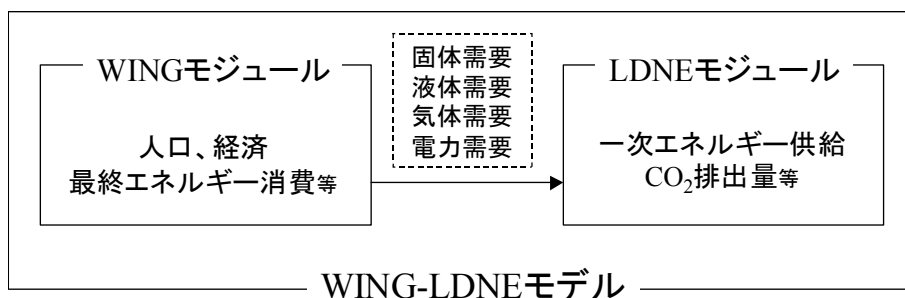 WINGモジュール
人口、経済
最終エネルギー消費等
固体需要
液体需要
気体需要
電力需要
LDNEモジュール
一次エネルギー供給
CO₂排出量等
WING-LDNEモデル